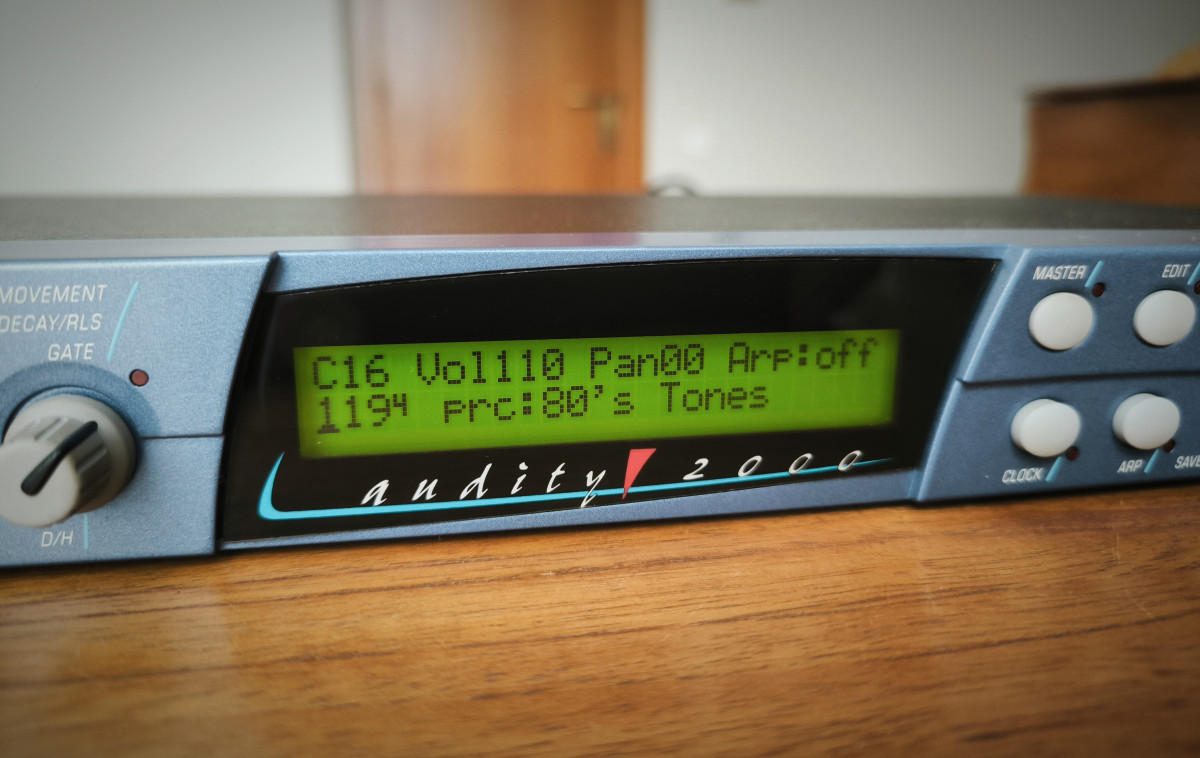 MOVEMENT
DECAY/RLS
GATE
D/H
C16 Vol110 Pan00 Arp:off
119⁴ prc:80's Tones
audity 2000
MASTER
EDIT
CLOCK
ARP
SAVE